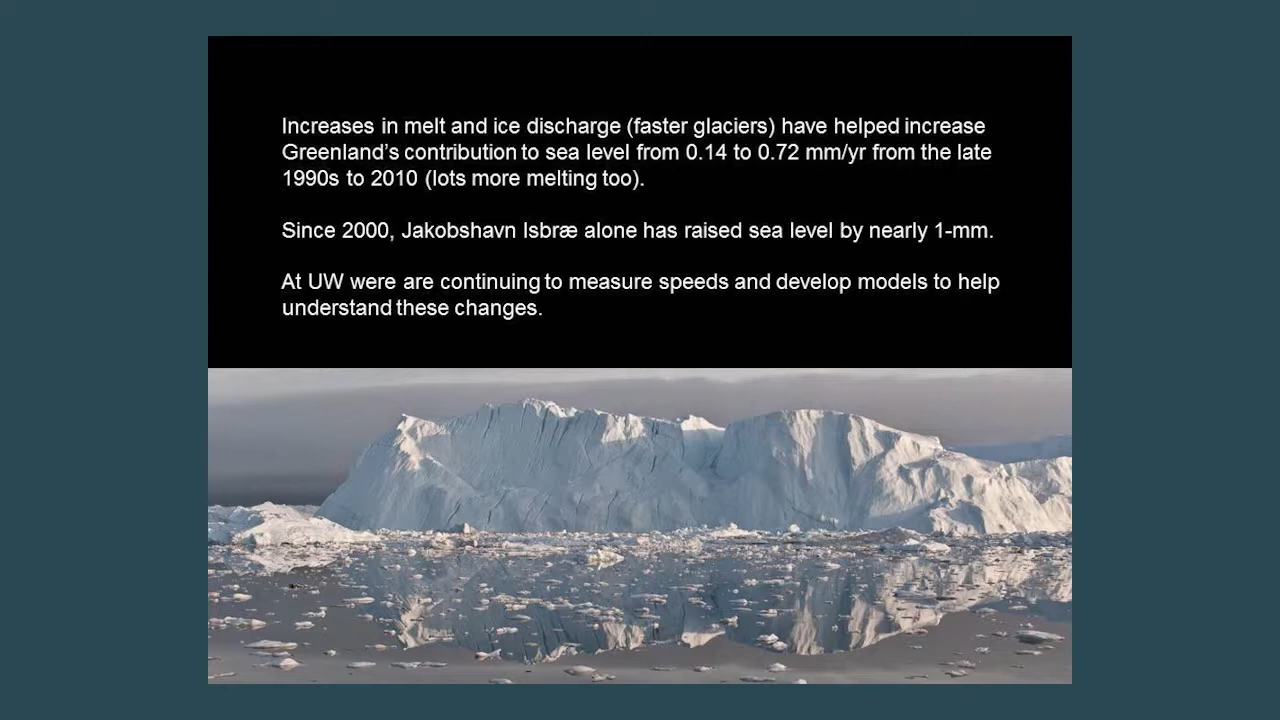 Increases in melt and ice discharge (faster glaciers) have helped increase
Greenland’s contribution to sea level from 0.14 to 0.72 mm/yr from the late
1990s to 2010 (lots more melting too).
Since 2000, Jakobshavn Isbræ alone has raised sea level by nearly 1-mm.
At UW were are continuing to measure speeds and develop models to help
understand these changes.